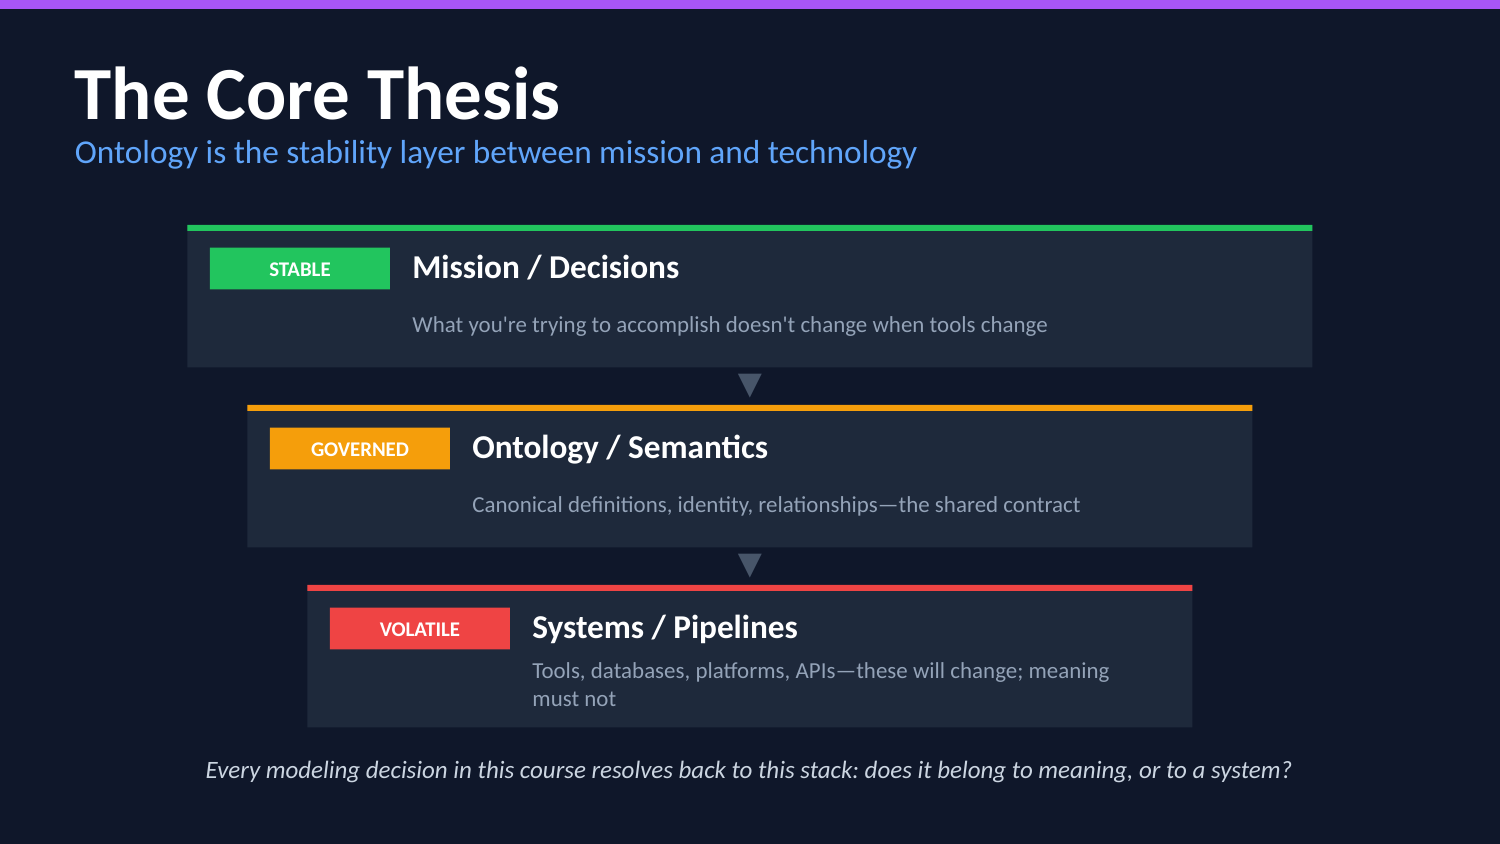 The Core Thesis
Ontology is the stability layer between mission and technology
STABLE
Mission / Decisions
What you're trying to accomplish doesn't change when tools change
GOVERNED
Ontology / Semantics
Canonical definitions, identity, relationships—the shared contract
VOLATILE
Systems / Pipelines
Tools, databases, platforms, APIs—these will change; meaning
must not
Every modeling decision in this course resolves back to this stack: does it belong to meaning, or to a system?